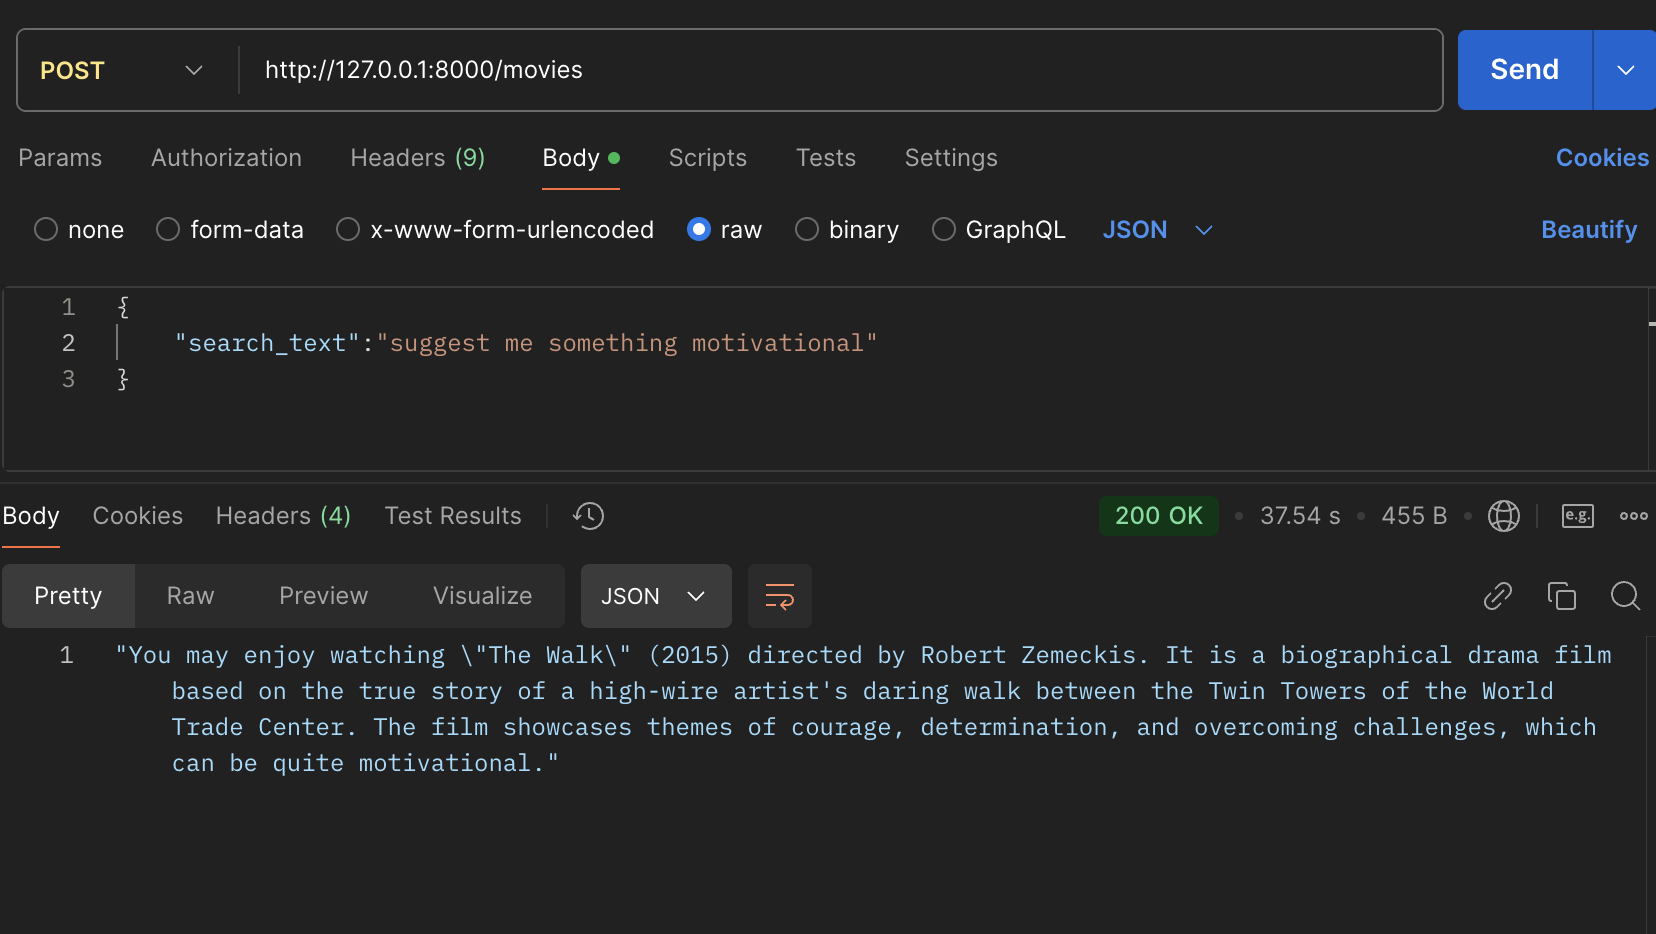 POST http://127.0.0.1:8000/movies Send
Params Authorization Headers (9) Body Scripts Tests Settings Cookies
none form-data x-www-form-urlencoded raw binary GraphQL JSON Beautify
1 {
2 "search_text":"suggest me something motivational"
3 }
Body Cookies Headers (4) Test Results 200 OK • 37.54 s • 455 B • e.g.
Pretty Raw Preview Visualize JSON
1 "You may enjoy watching \"The Walk\" (2015) directed by Robert Zemeckis. It is a biographical drama film
based on the true story of a high-wire artist's daring walk between the Twin Towers of the World
Trade Center. The film showcases themes of courage, determination, and overcoming challenges, which
can be quite motivational."